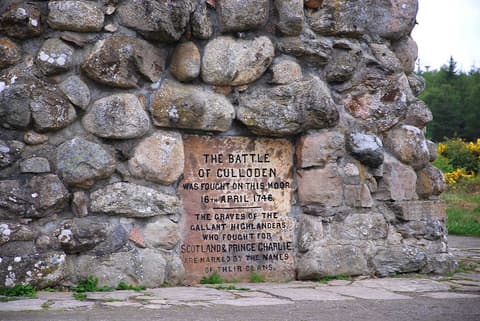 THE BATTLE
OF CULLODEN
WAS FOUGHT ON THIS MOOR
16TH APRIL 1746.
THE GRAVES OF THE
GALLANT HIGHLANDERS
WHO FOUGHT FOR
SCOTLAND & PRINCE CHARLIE
ARE MARKED BY THE NAMES
OF THEIR CLANS.